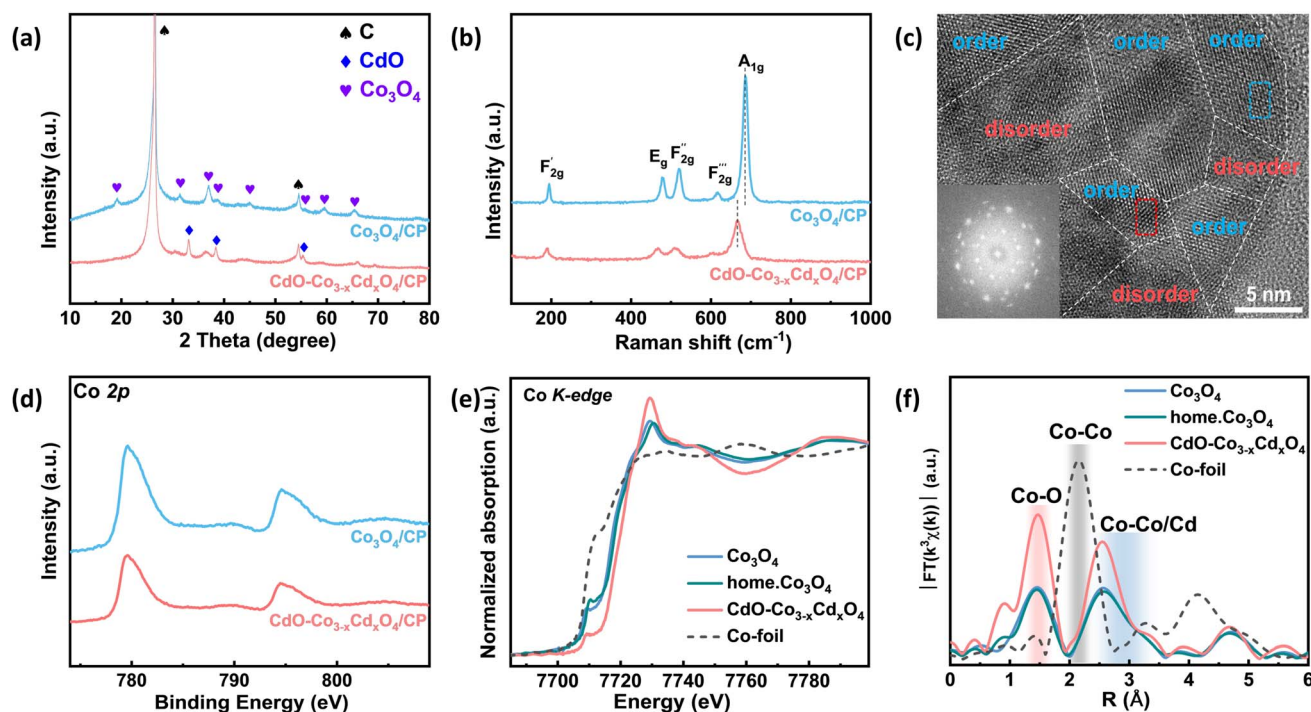 (a)
Intensity (a.u.)
♠ C
♦ CdO
♥ Co₃O₄
Co₃O₄/CP
CdO-Co₃₋ₓCdₓO₄/CP
10 20 30 40 50 60 70 80
2 Theta (degree)
(b)
Intensity (a.u.)
A₁g
F'₂g
E_g
F''₂g
F'''₂g
Co₃O₄/CP
CdO-Co₃₋ₓCdₓO₄/CP
200 400 600 800 1000
Raman shift (cm⁻¹)
(c)
order
order
order
disorder
disorder
order
order
disorder
5 nm
(d)
Co 2p
Intensity (a.u.)
Co₃O₄/CP
CdO-Co₃₋ₓCdₓO₄/CP
780 790 800
Binding Energy (eV)
(e)
Co K-edge
Normalized absorption (a.u.)
Co₃O₄
home.Co₃O₄
CdO-Co₃₋ₓCdₓO₄
Co-foil
7700 7720 7740 7760 7780
Energy (eV)
(f)
| FT(k³χ(k)) | (a.u.)
Co₃O₄
home.Co₃O₄
CdO-Co₃₋ₓCdₓO₄
Co-foil
Co-Co
Co-O
Co-Co/Cd
0 1 2 3 4 5 6
R (Å)